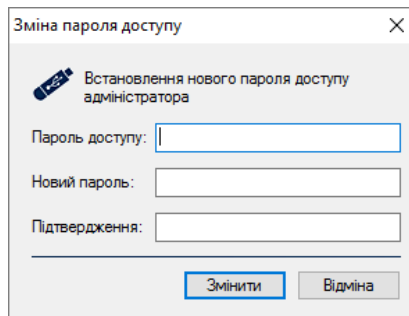 Зміна пароля доступу
Встановлення нового пароля доступу
адміністратора
Пароль доступу:
Новий пароль:
Підтвердження:
Змінити Відміна